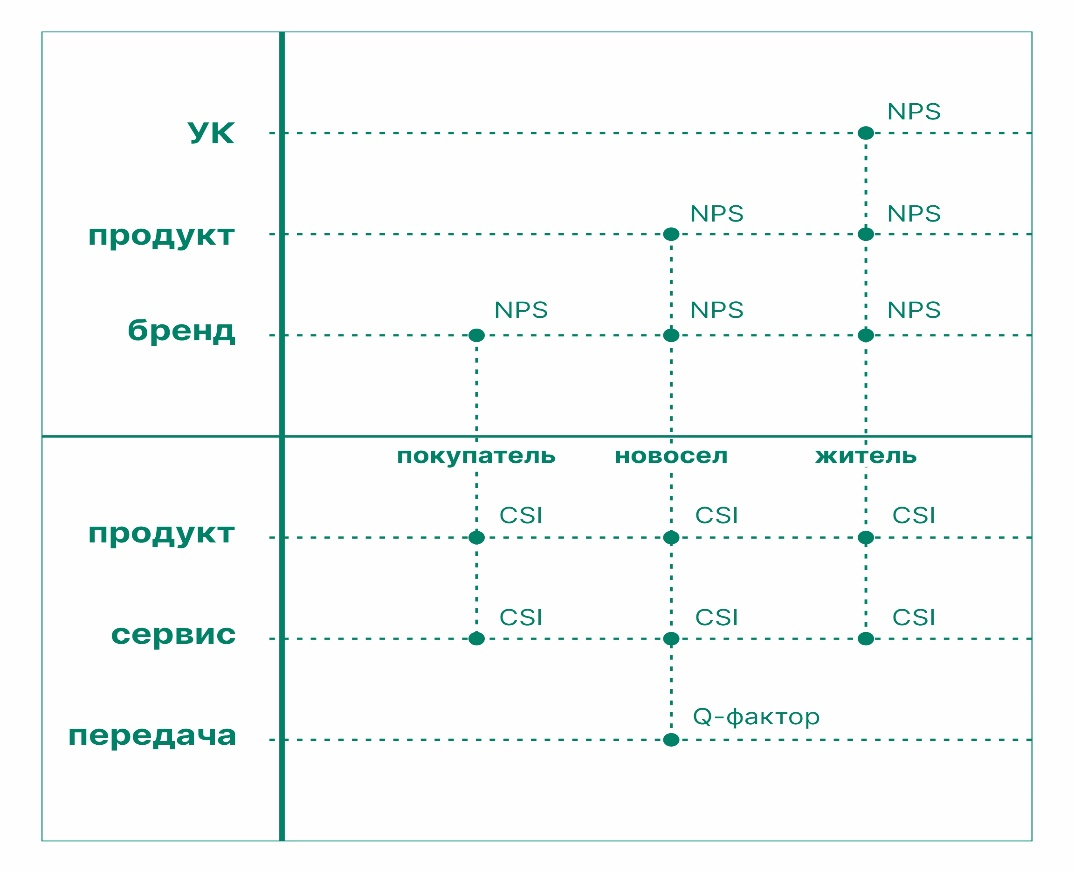 NPS
УК
NPS NPS
продукт
NPS NPS NPS
бренд
покупатель новосел житель
CSI CSI CSI
продукт
CSI CSI CSI
сервис
Q-фактор
передача